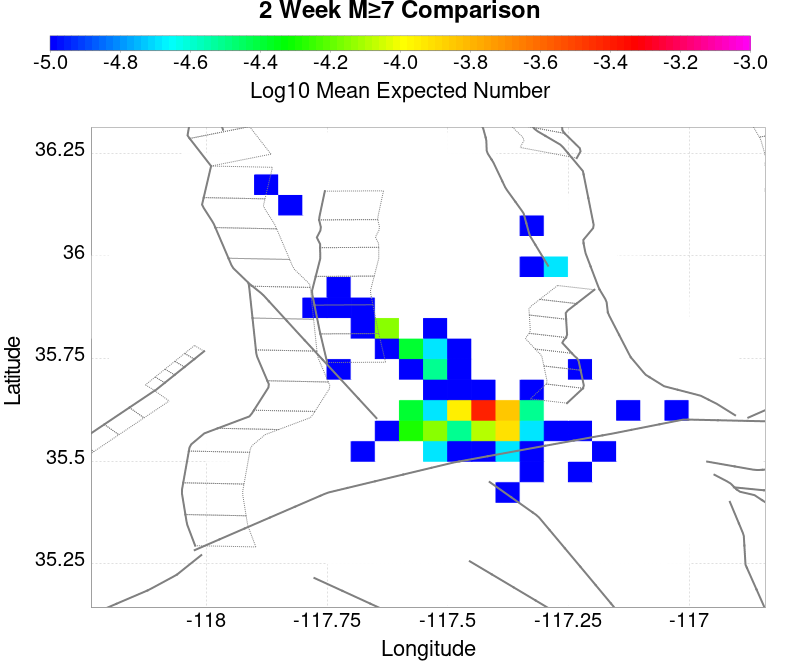 2 Week M≥7 Comparison
-5.0 -4.8 -4.6 -4.4 -4.2 -4.0 -3.8 -3.6 -3.4 -3.2 -3.0
Log10 Mean Expected Number
36.25
36
35.75
35.5
35.25
Latitude
-118 -117.75 -117.5 -117.25 -117
Longitude